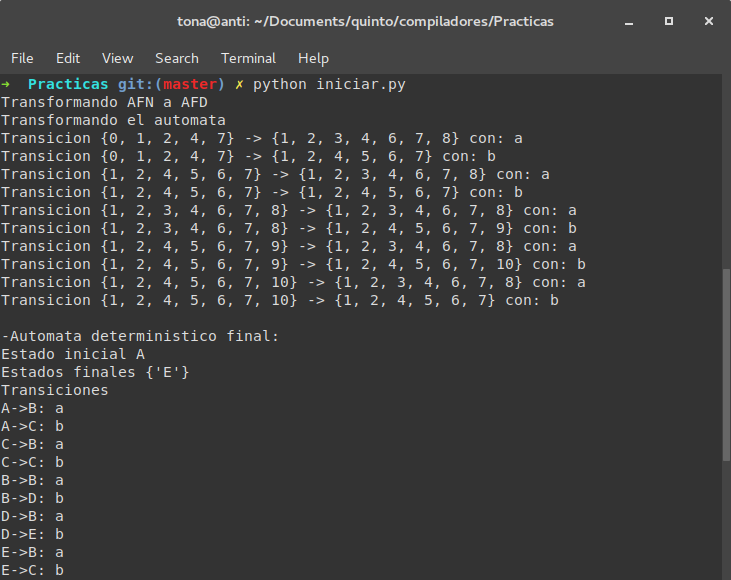 tona@anti: ~/Documents/quinto/compiladores/Practicas
File Edit View Search Terminal Help
➜ Practicas git:(master) ✗ python iniciar.py
Transformando AFN a AFD
Transformando el automata
Transicion {0, 1, 2, 4, 7} -> {1, 2, 3, 4, 6, 7, 8} con: a
Transicion {0, 1, 2, 4, 7} -> {1, 2, 4, 5, 6, 7} con: b
Transicion {1, 2, 4, 5, 6, 7} -> {1, 2, 3, 4, 6, 7, 8} con: a
Transicion {1, 2, 4, 5, 6, 7} -> {1, 2, 4, 5, 6, 7} con: b
Transicion {1, 2, 3, 4, 6, 7, 8} -> {1, 2, 3, 4, 6, 7, 8} con: a
Transicion {1, 2, 3, 4, 6, 7, 8} -> {1, 2, 4, 5, 6, 7, 9} con: b
Transicion {1, 2, 4, 5, 6, 7, 9} -> {1, 2, 3, 4, 6, 7, 8} con: a
Transicion {1, 2, 4, 5, 6, 7, 9} -> {1, 2, 4, 5, 6, 7, 10} con: b
Transicion {1, 2, 4, 5, 6, 7, 10} -> {1, 2, 3, 4, 6, 7, 8} con: a
Transicion {1, 2, 4, 5, 6, 7, 10} -> {1, 2, 4, 5, 6, 7} con: b
-Automata deterministico final:
Estado inicial A
Estados finales {'E'}
Transiciones
A->B: a
A->C: b
C->B: a
C->C: b
B->B: a
B->D: b
D->B: a
D->E: b
E->B: a
E->C: b